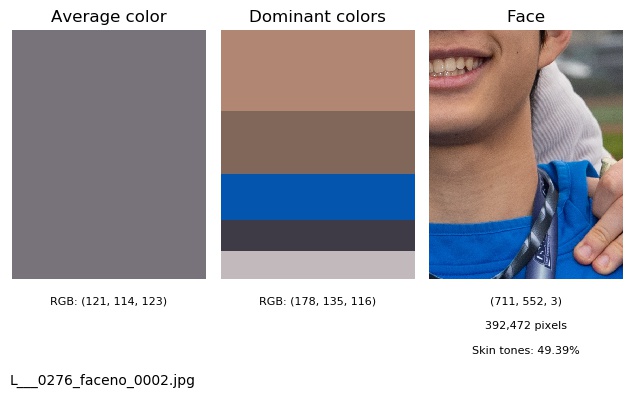 Average color
Dominant colors
Face
RGB: (121, 114, 123)
RGB: (178, 135, 116)
(711, 552, 3)
392,472 pixels
Skin tones: 49.39%
L___0276_faceno_0002.jpg